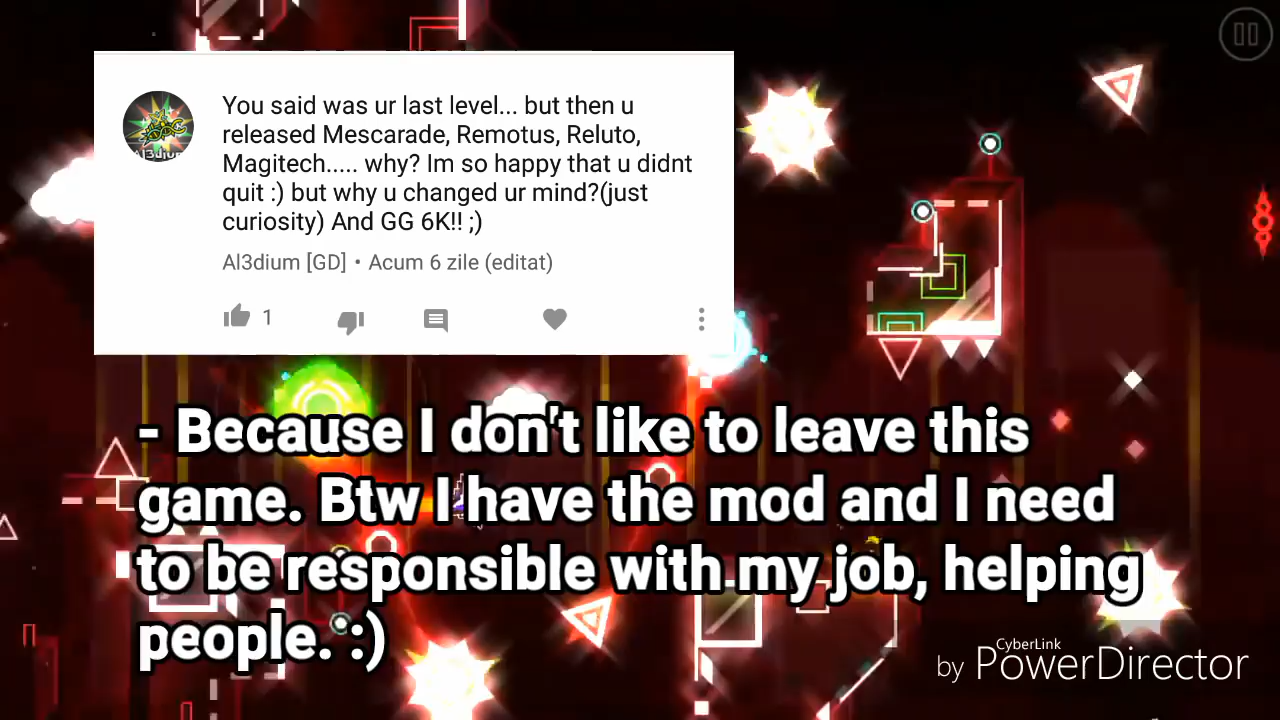 You said was ur last level... but then u
released Mescarade, Remotus, Reluto,
Magitech..... why? Im so happy that u didnt
quit :) but why u changed ur mind?(just
curiosity) And GG 6K!! ;)
Al3dium [GD] • Acum 6 zile (editat)
1
- Because I don't like to leave this
game. Btw I have the mod and I need
to be responsible with my job, helping
people. :)
CyberLink
by PowerDirector